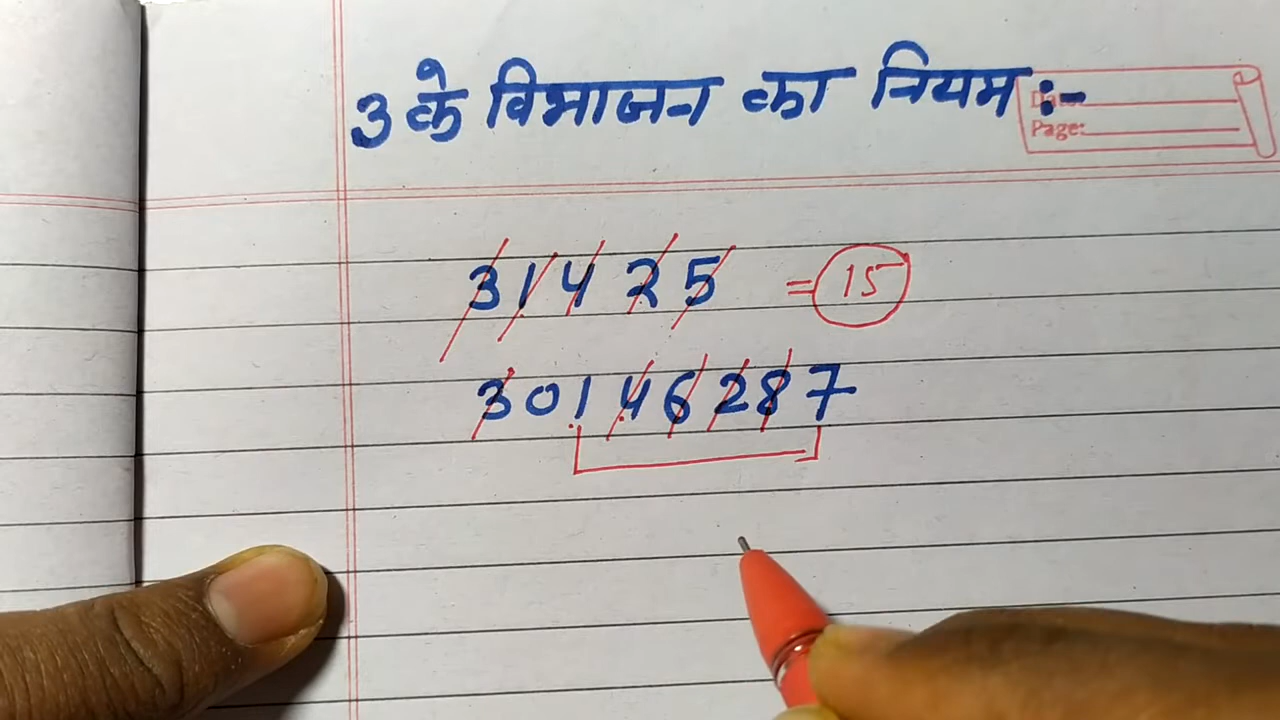 3 के विभाजन का नियम :-
Date:
Page:
31425 = 15
30146287